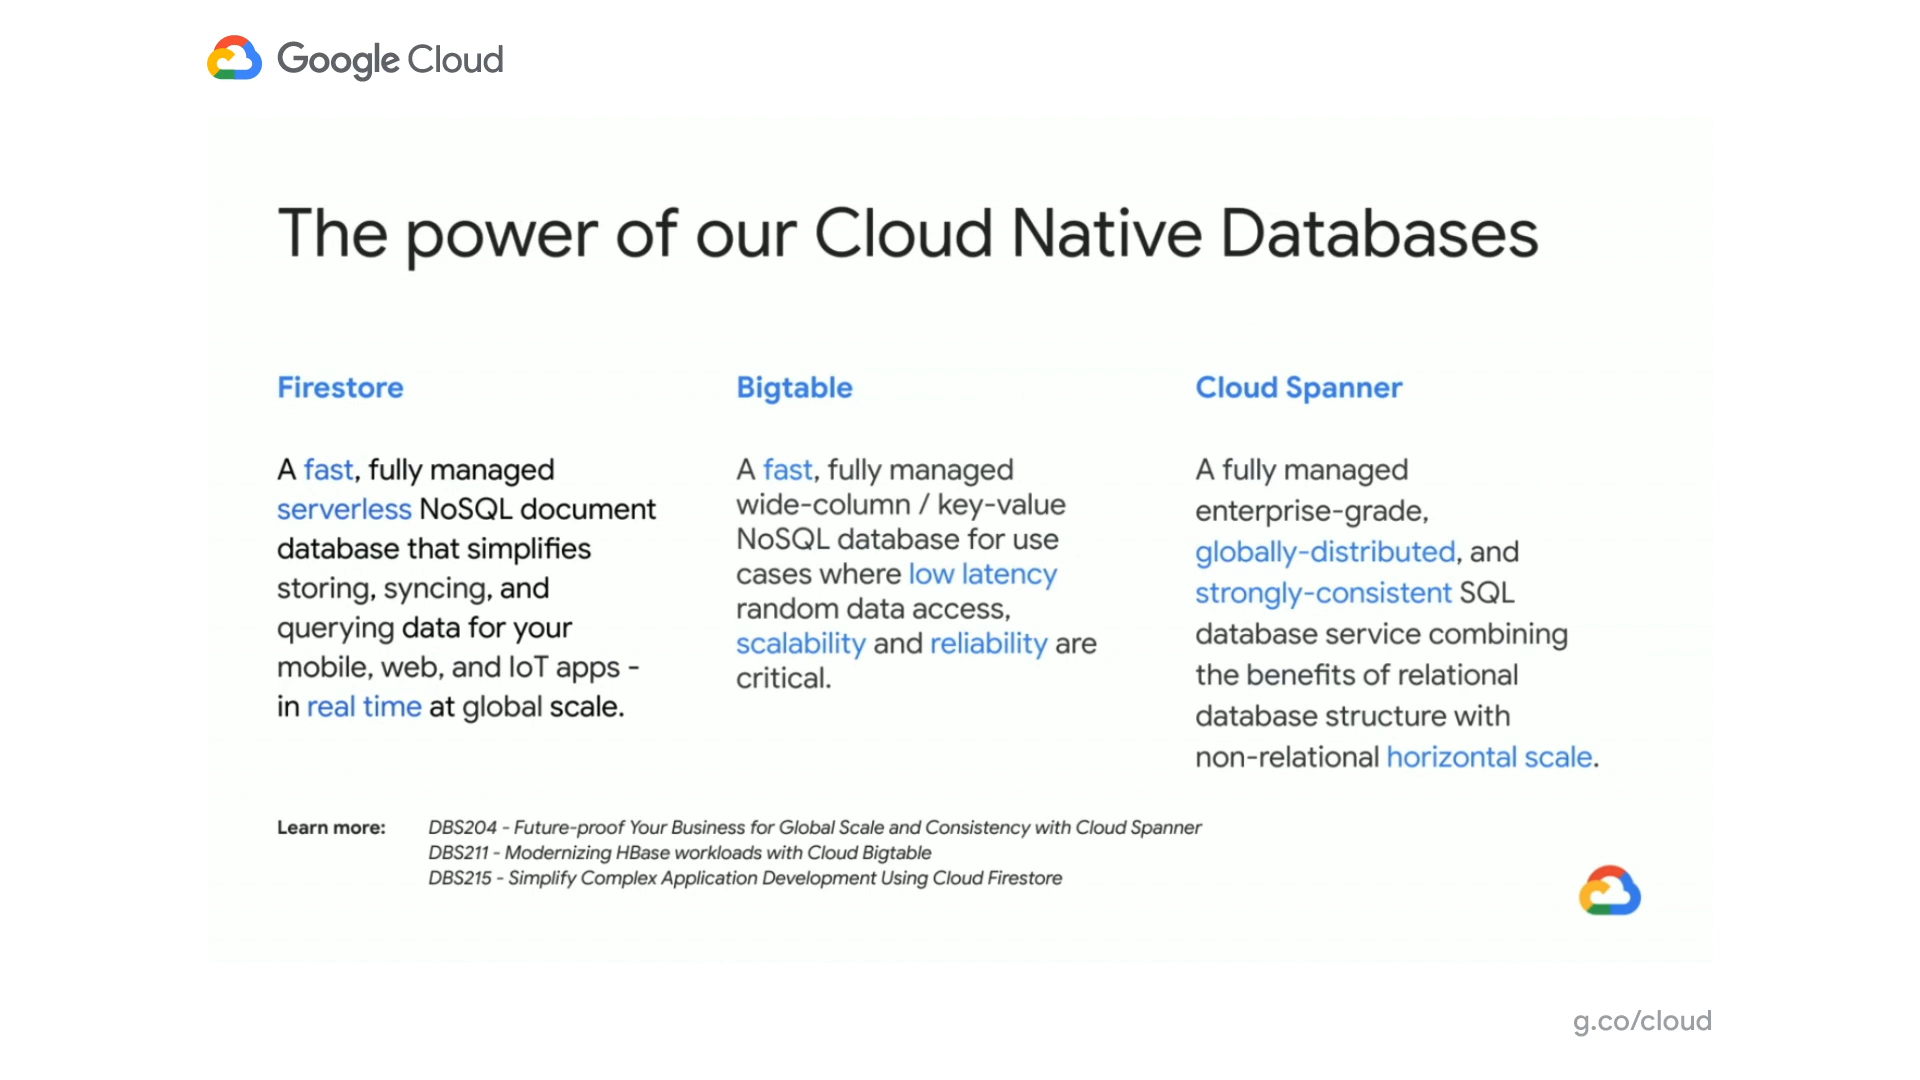 Google Cloud
The power of our Cloud Native Databases
Firestore
A fast, fully managed
serverless NoSQL document
database that simplifies
storing, syncing, and
querying data for your
mobile, web, and IoT apps -
in real time at global scale.
Bigtable
A fast, fully managed
wide-column / key-value
NoSQL database for use
cases where low latency
random data access,
scalability and reliability are
critical.
Cloud Spanner
A fully managed
enterprise-grade,
globally-distributed, and
strongly-consistent SQL
database service combining
the benefits of relational
database structure with
non-relational horizontal scale.
Learn more: DBS204 - Future-proof Your Business for Global Scale and Consistency with Cloud Spanner
DBS211 - Modernizing HBase workloads with Cloud Bigtable
DBS215 - Simplify Complex Application Development Using Cloud Firestore
g.co/cloud